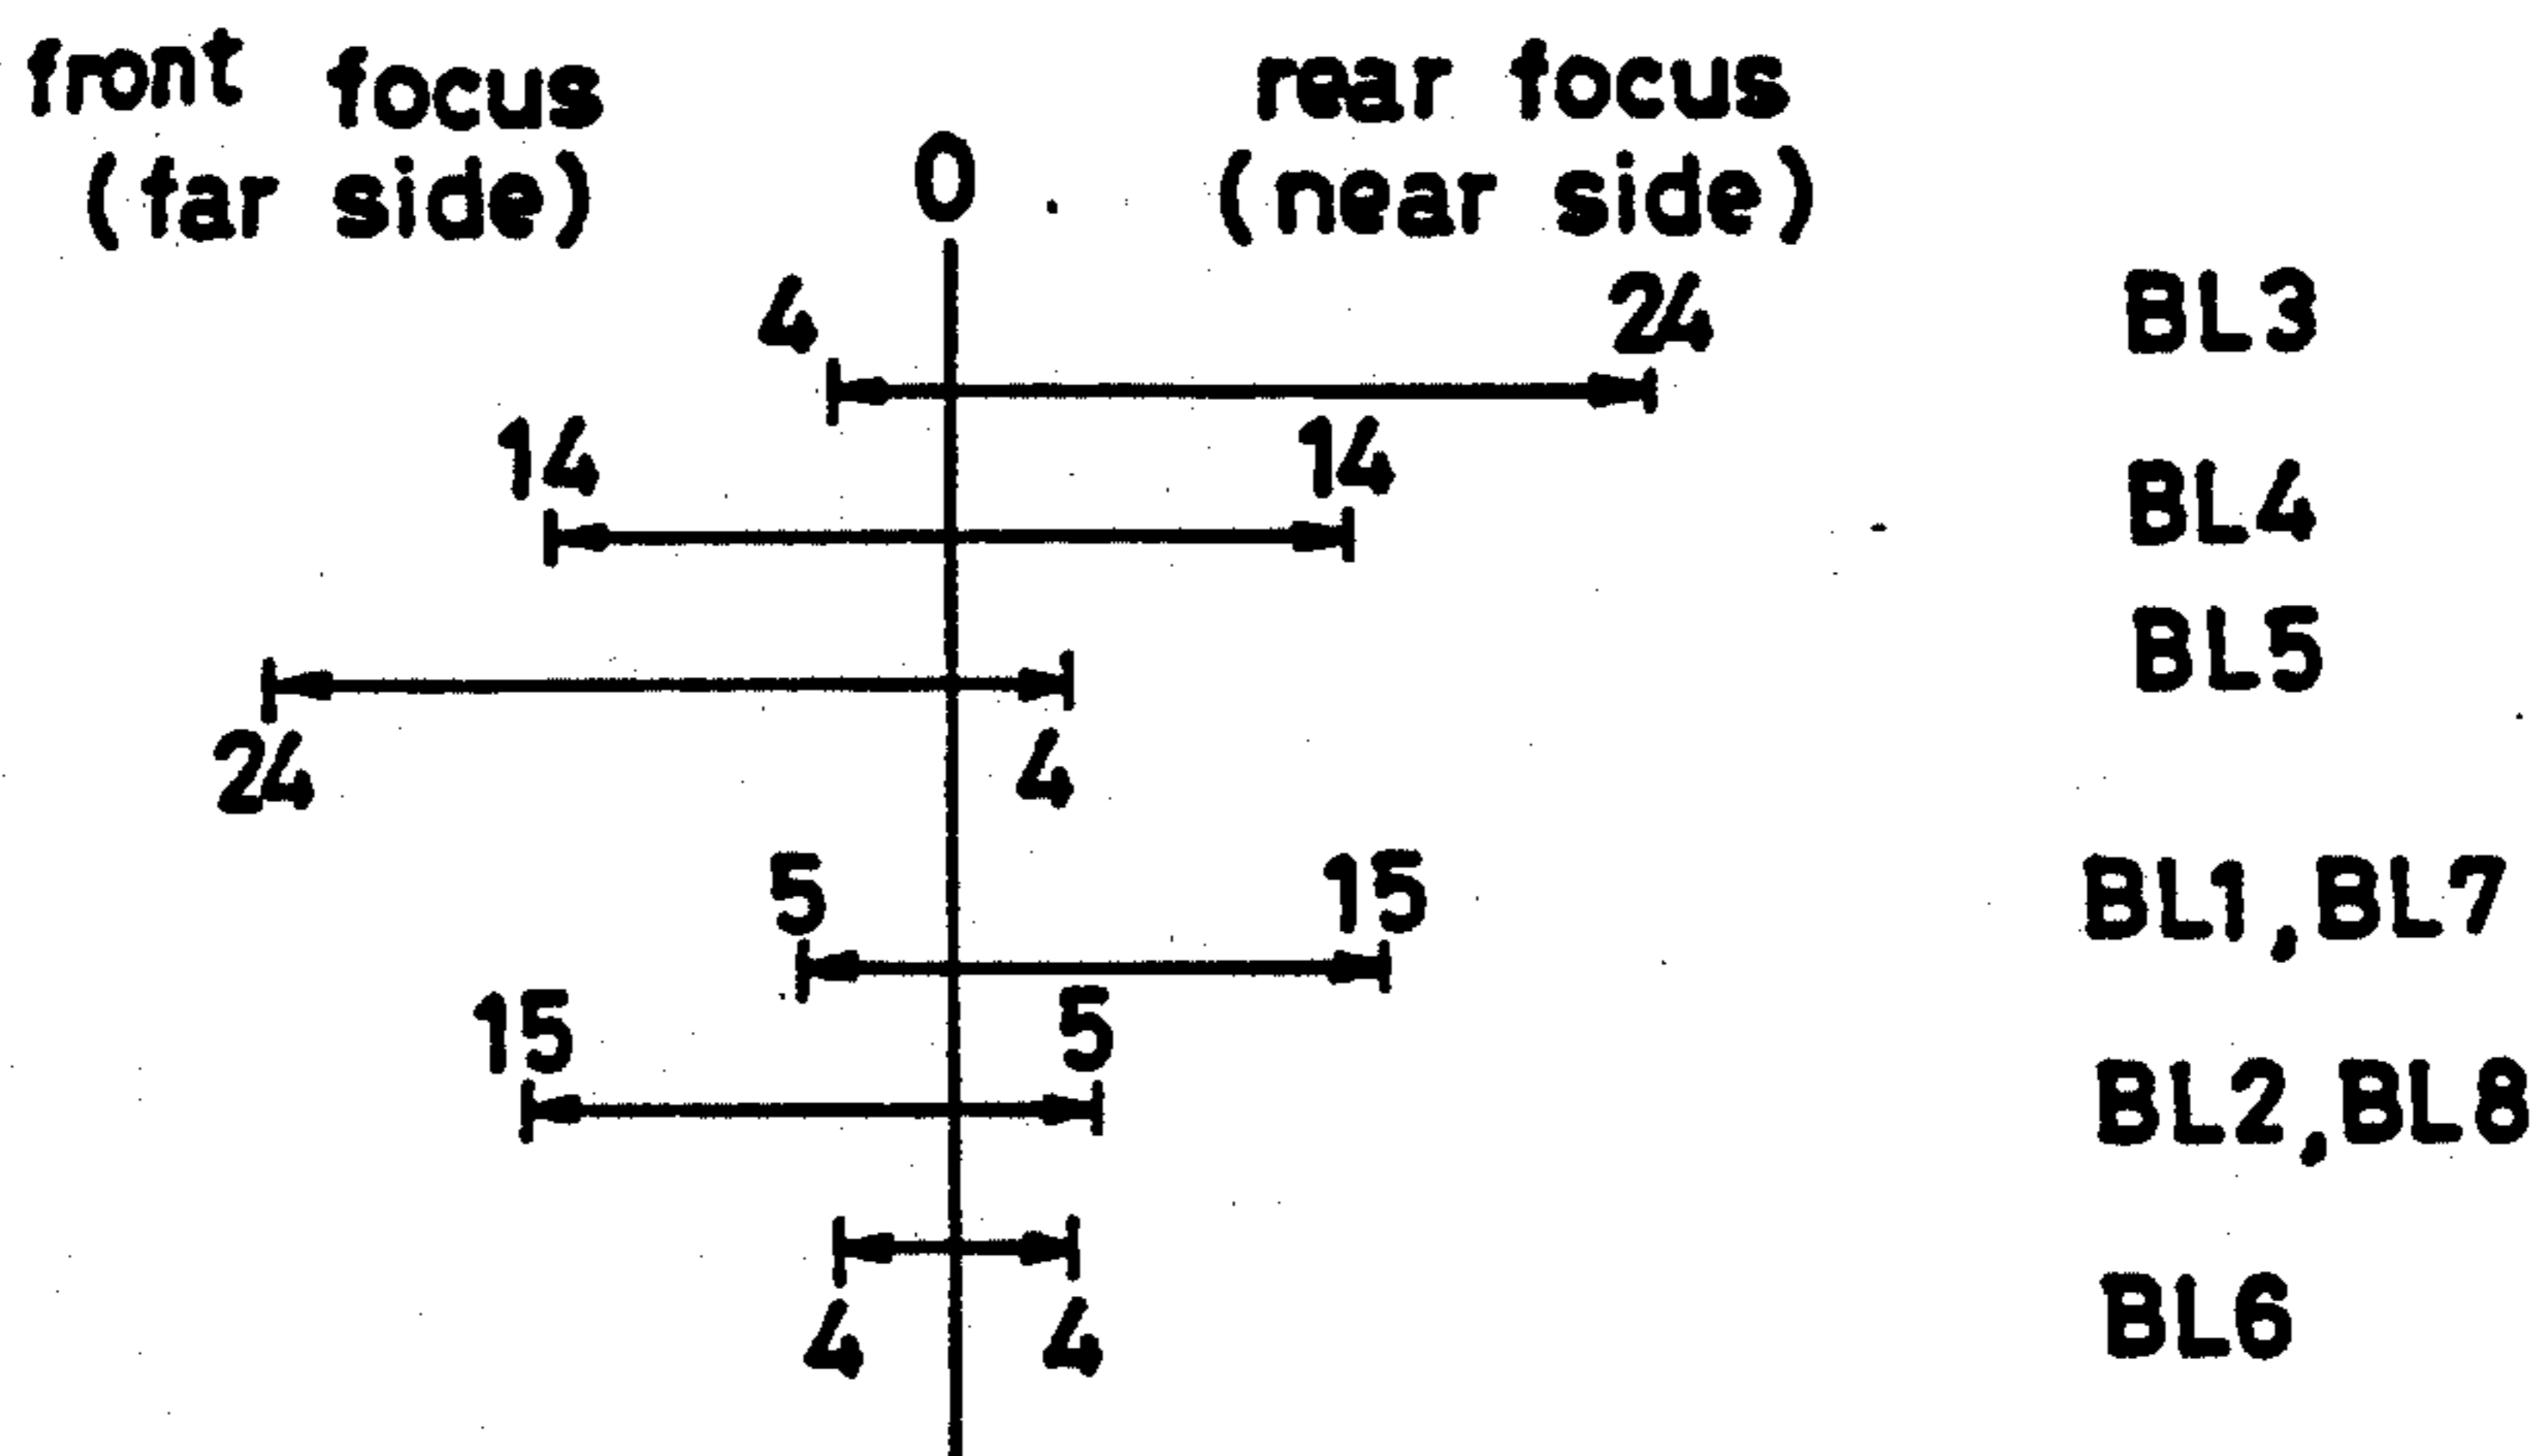 front focus
(far side)
0
rear focus
(near side)
4 24 BL3
14 14 BL4
BL5
24 4
5 15 BL1,BL7
15 5 BL2,BL8
4 4 BL6